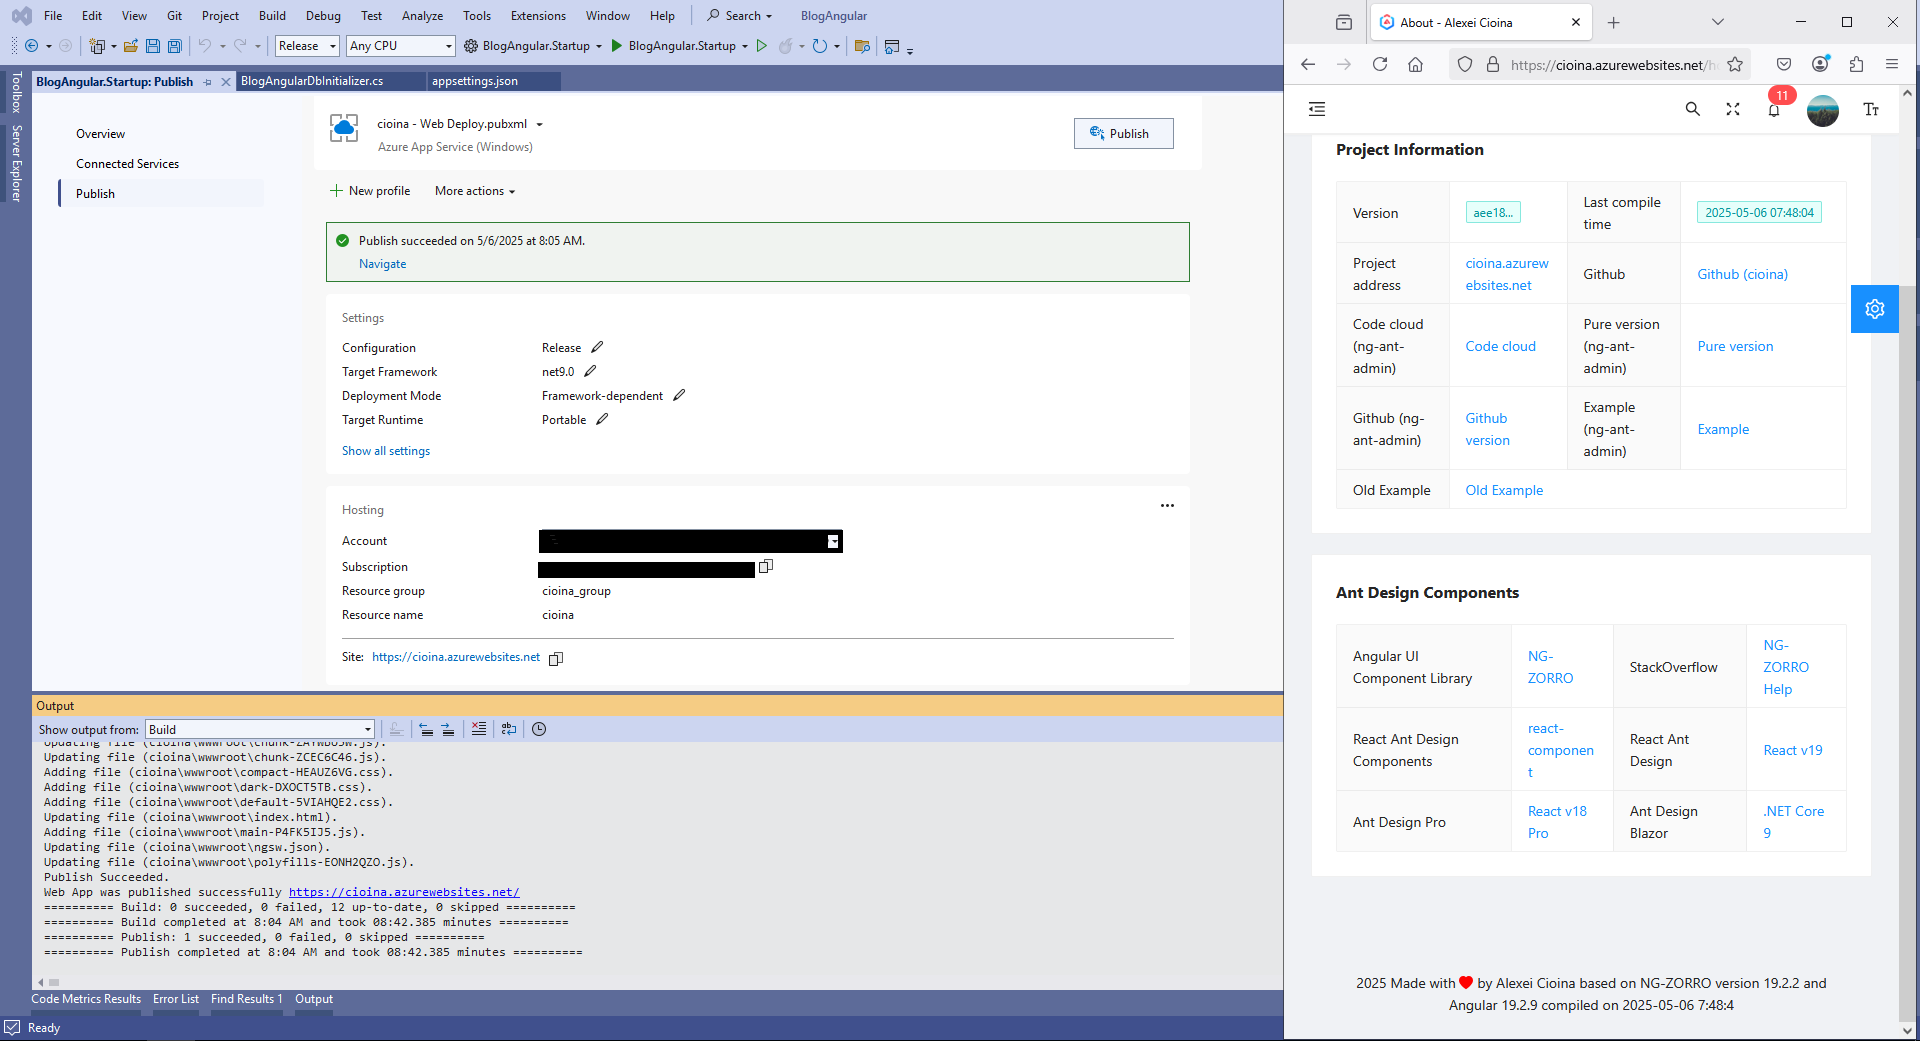 File Edit View Git Project Build Debug Test Analyze Tools Extensions Window Help Search BlogAngular
Release Any CPU BlogAngular.Startup BlogAngular.Startup
BlogAngular.Startup: Publish BlogAngularDbInitializer.cs appsettings.json
Toolbox
Server Explorer
Overview
Connected Services
Publish
cioina - Web Deploy.pubxml
Azure App Service (Windows)
Publish
New profile More actions
Publish succeeded on 5/6/2025 at 8:05 AM.
Navigate
Settings
Configuration Release
Target Framework net9.0
Deployment Mode Framework-dependent
Target Runtime Portable
Show all settings
Hosting
Account
Subscription
Resource group cioina_group
Resource name cioina
Site: https://cioina.azurewebsites.net
Output
Show output from: Build
Updating file (cioina\wwwroot\chunk-ZCEC6C46.js).
Adding file (cioina\wwwroot\compact-HEAUZ6VG.css).
Adding file (cioina\wwwroot\dark-DXOCT5TB.css).
Adding file (cioina\wwwroot\default-5VIAHQE2.css).
Updating file (cioina\wwwroot\index.html).
Adding file (cioina\wwwroot\main-P4FK5IJ5.js).
Updating file (cioina\wwwroot\ngsw.json).
Updating file (cioina\wwwroot\polyfills-EONH2QZO.js).
Publish Succeeded.
Web App was published successfully https://cioina.azurewebsites.net/
========== Build: 0 succeeded, 0 failed, 12 up-to-date, 0 skipped ==========
========== Build completed at 8:04 AM and took 08:42.385 minutes ==========
========== Publish: 1 succeeded, 0 failed, 0 skipped ==========
========== Publish completed at 8:04 AM and took 08:42.385 minutes ==========
Code Metrics Results Error List Find Results 1 Output
Ready
About - Alexei Cioina
https://cioina.azurewebsites.net/h
11
Tт
Project Information
Version aee18... Last compile time 2025-05-06 07:48:04
Project address cioina.azurewebsites.net Github Github (cioina)
Code cloud (ng-ant-admin) Code cloud Pure version (ng-ant-admin) Pure version
Github (ng-ant-admin) Github version Example (ng-ant-admin) Example
Old Example Old Example
Ant Design Components
Angular UI Component Library NG-ZORRO StackOverflow NG-ZORRO Help
React Ant Design Components react-component React Ant Design React v19
Ant Design Pro React v18 Pro Ant Design Blazor .NET Core 9
2025 Made with ❤ by Alexei Cioina based on NG-ZORRO version 19.2.2 and
Angular 19.2.9 compiled on 2025-05-06 7:48:4